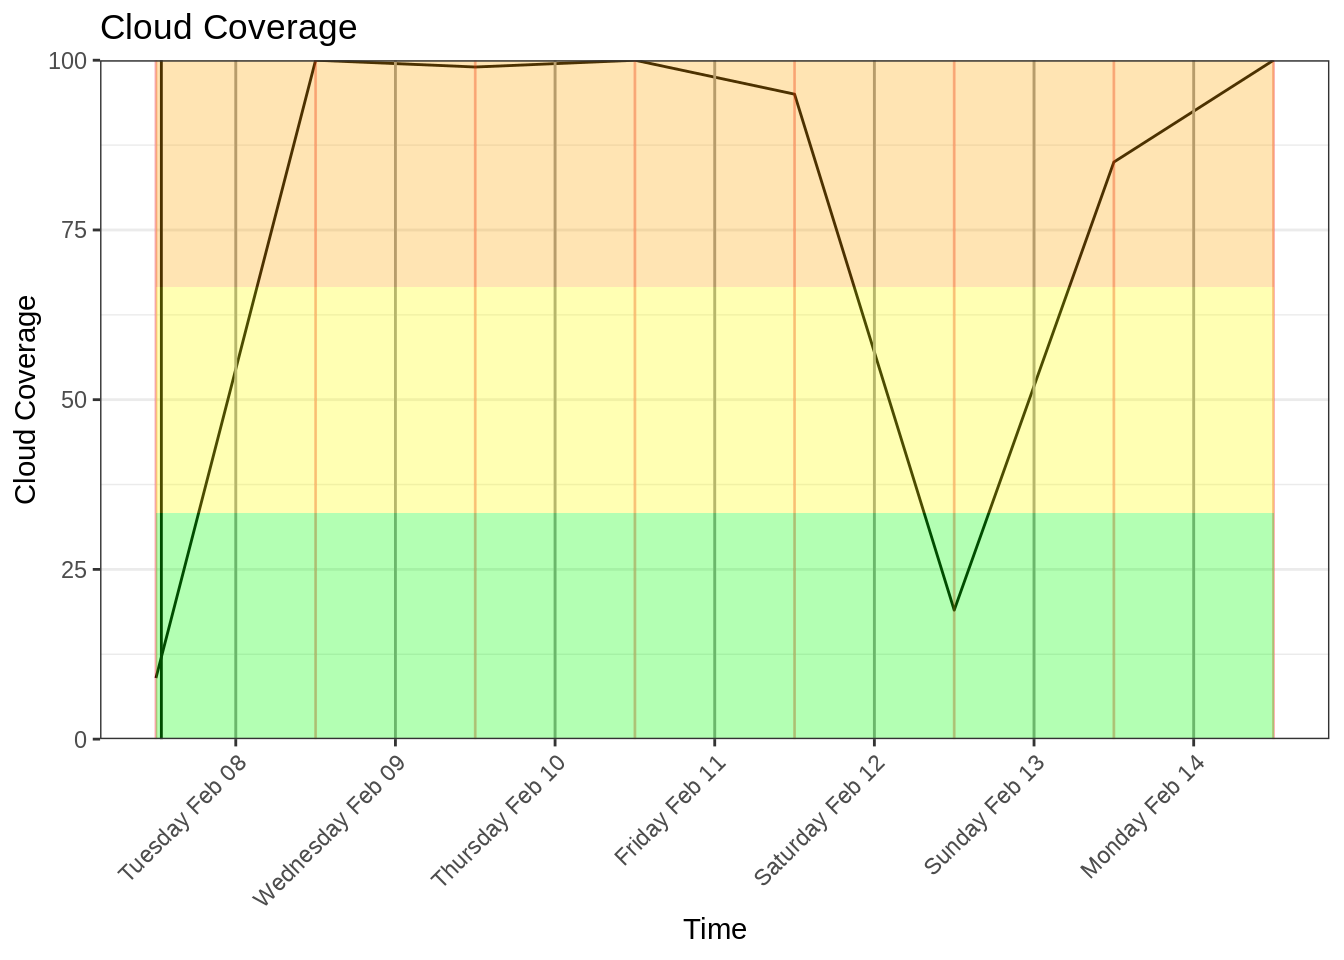 Cloud Coverage
Cloud Coverage
100
75
50
25
0
Tuesday Feb 08
Wednesday Feb 09
Thursday Feb 10
Friday Feb 11
Saturday Feb 12
Sunday Feb 13
Monday Feb 14
Time